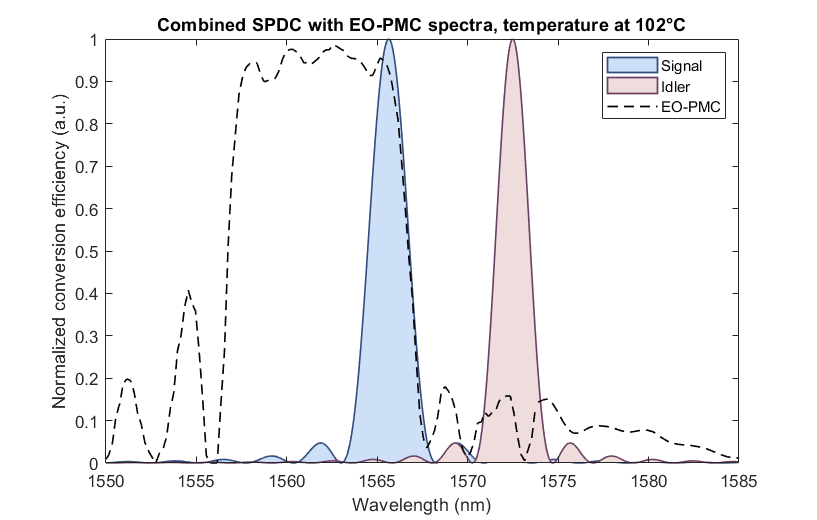 Combined SPDC with EO-PMC spectra, temperature at 102°C
Normalized conversion efficiency (a.u.)
1
0.9
0.8
0.7
0.6
0.5
0.4
0.3
0.2
0.1
0
Signal
Idler
EO-PMC
1550 1555 1560 1565 1570 1575 1580 1585
Wavelength (nm)